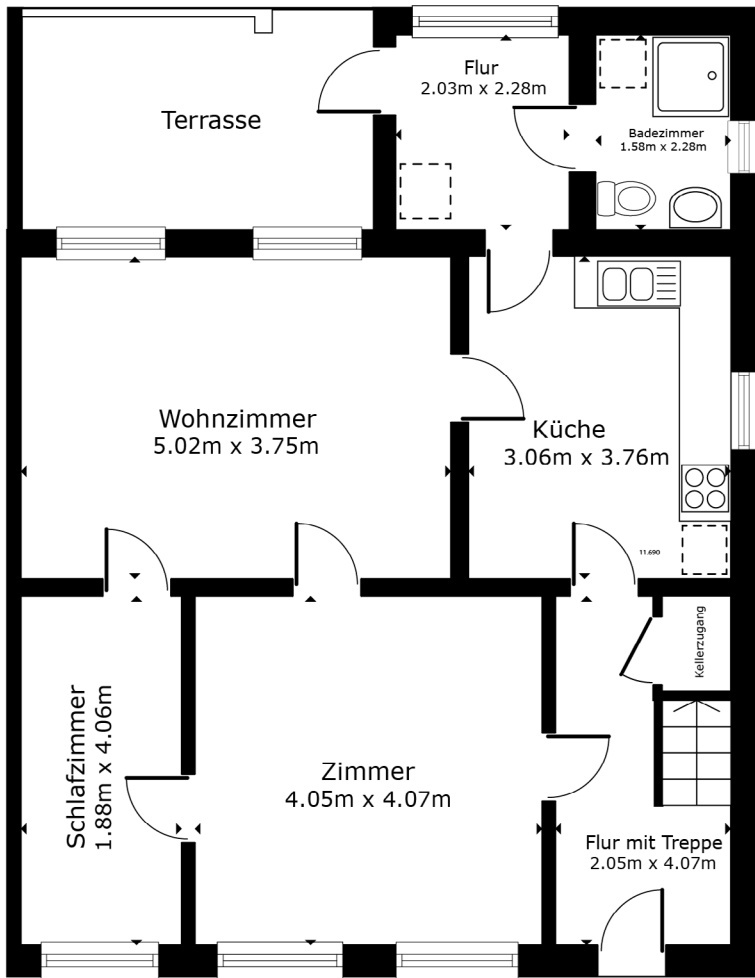 Flur
2.03m x 2.28m
Terrasse
Badezimmer
1.58m x 2.28m
Wohnzimmer
5.02m x 3.75m
Küche
3.06m x 3.76m
11.690
Kellerzugang
Schlafzimmer
1.88m x 4.06m
Zimmer
4.05m x 4.07m
Flur mit Treppe
2.05m x 4.07m